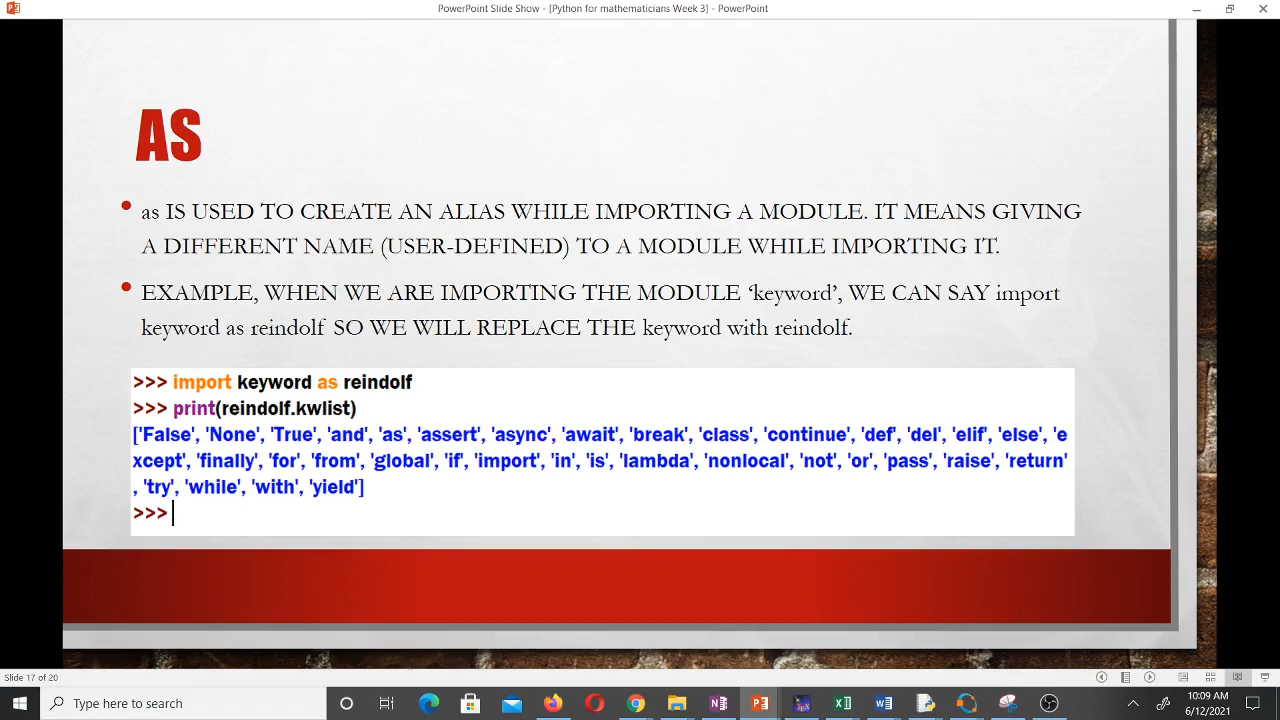 PowerPoint Slide Show - [Python for mathematicians Week 3] - PowerPoint
AS
• as IS USED TO CREATE AN ALIAS WHILE IMPORTING A MODULE. IT MEANS GIVING
A DIFFERENT NAME (USER-DEFINED) TO A MODULE WHILE IMPORTING IT.
• EXAMPLE, WHEN WE ARE IMPORTING THE MODULE ‘keyword’, WE CAN SAY import
keyword as reindolf SO WE WILL REPLACE THE keyword with reindolf.
>>> import keyword as reindolf
>>> print(reindolf.kwlist)
['False', 'None', 'True', 'and', 'as', 'assert', 'async', 'await', 'break', 'class', 'continue', 'def', 'del', 'elif', 'else', 'e
xcept', 'finally', 'for', 'from', 'global', 'if', 'import', 'in', 'is', 'lambda', 'nonlocal', 'not', 'or', 'pass', 'raise', 'return'
, 'try', 'while', 'with', 'yield']
>>>
Slide 17 of 20
Type here to search
10:09 AM
6/12/2021